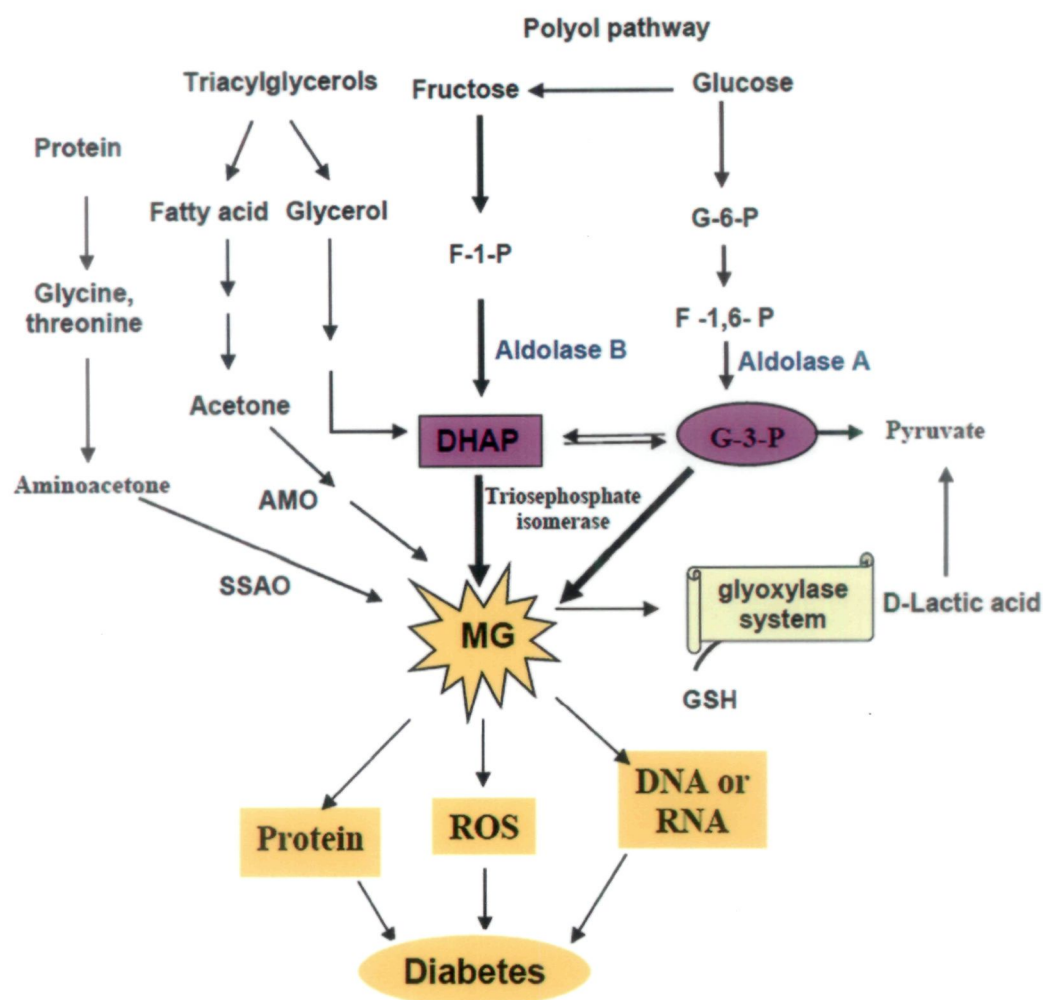 Polyol pathway
Triacylglycerols
Fructose
Glucose
Protein
Fatty acid
Glycerol
G-6-P
F-1-P
Glycine,
threonine
F -1,6- P
Aldolase B
Aldolase A
Acetone
DHAP
G-3-P
Pyruvate
Aminoacetone
AMO
Triosephosphate
isomerase
SSAO
MG
glyoxylase
system
D-Lactic acid
GSH
Protein
ROS
DNA or
RNA
Diabetes